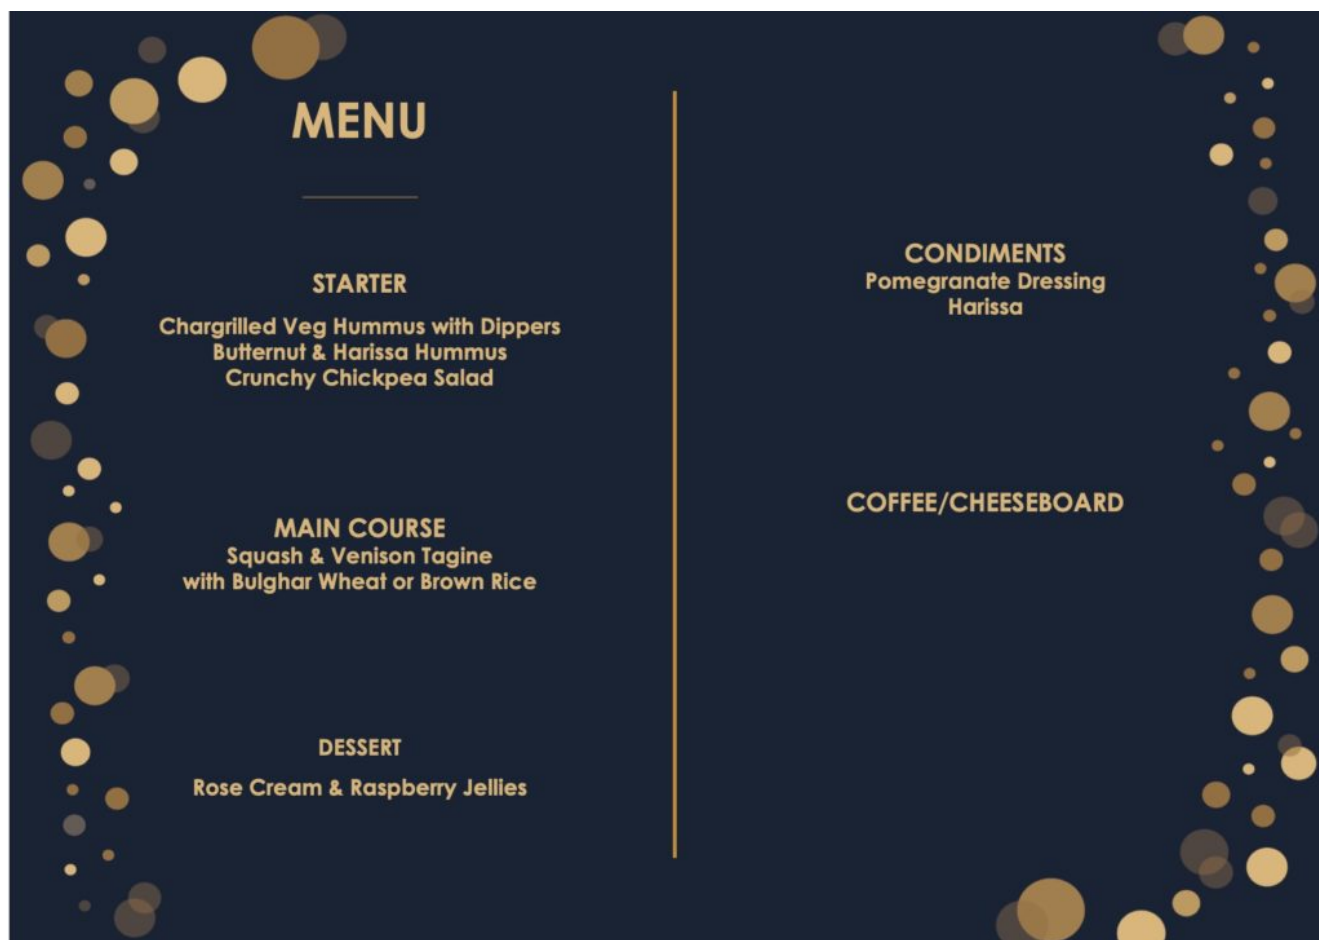 MENU
STARTER
Chargrilled Veg Hummus with Dippers
Butternut & Harissa Hummus
Crunchy Chickpea Salad
MAIN COURSE
Squash & Venison Tagine
with Bulghar Wheat or Brown Rice
DESSERT
Rose Cream & Raspberry Jellies
CONDIMENTS
Pomegranate Dressing
Harissa
COFFEE/CHEESEBOARD